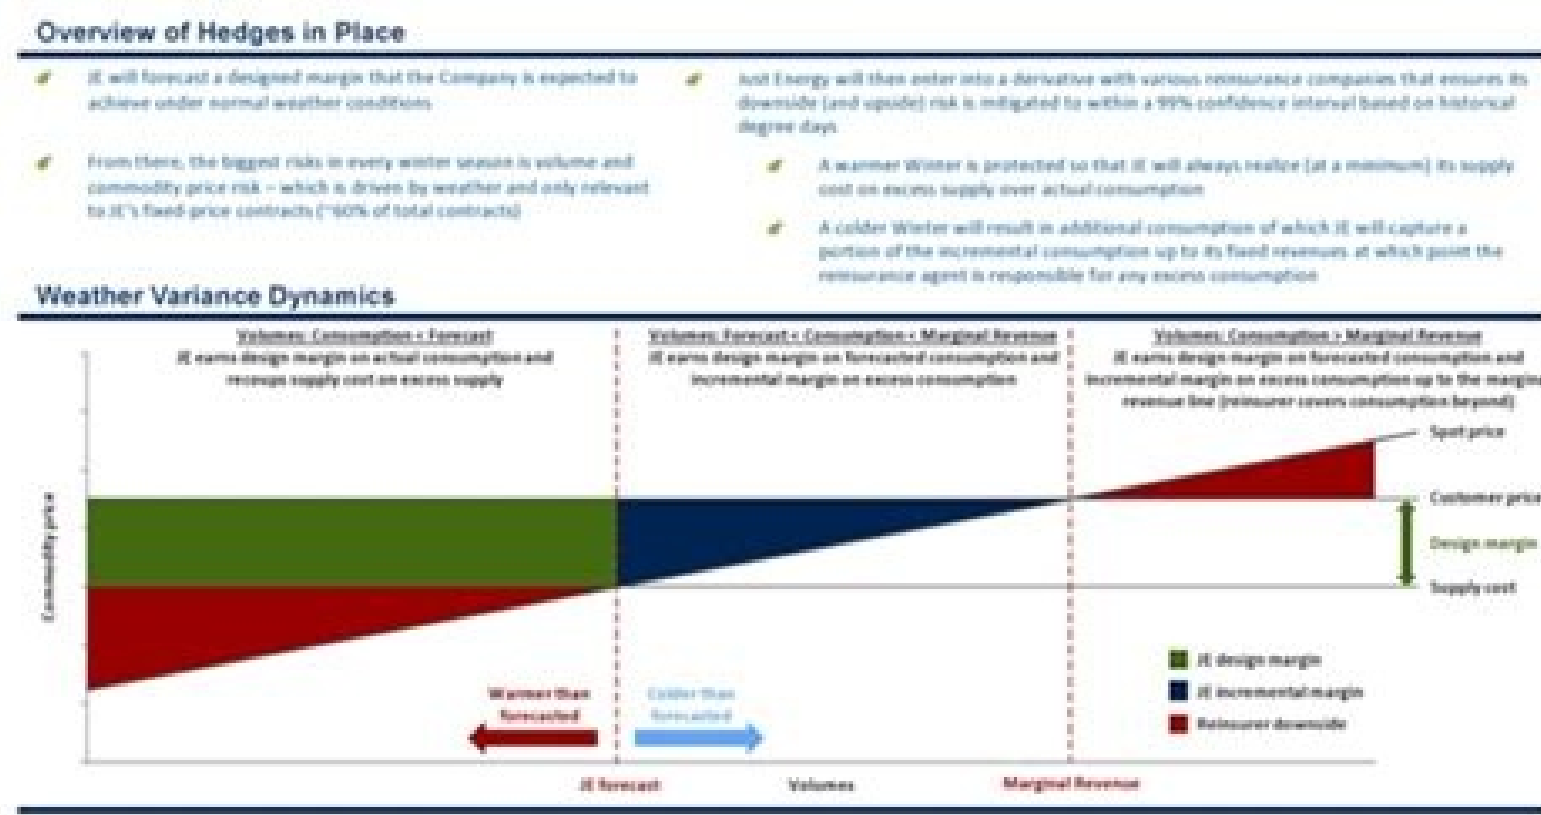 Overview of Hedges in Place
JE will forecast a designed margin that the Company is expected to
achieve under normal weather conditions
From there, the biggest risks in every winter season is volume and
commodity price risk – which is driven by weather and only relevant
to JE's fixed-price contracts (~60% of total contracts)
Just Energy will then enter into a derivative with various reinsurance companies that ensures its
downside (and upside) risk is mitigated to within a 99% confidence interval based on historical
degree days
A warmer Winter is protected so that JE will always realize (at a minimum) its supply
cost on excess supply over actual consumption
A colder Winter will result in additional consumption of which JE will capture a
portion of the incremental consumption up to its fixed revenues at which point the
reinsurance agent is responsible for any excess consumption
Weather Variance Dynamics
Volumes: Consumption < Forecast
JE earns design margin on actual consumption and
recoups supply cost on excess supply
Volumes: Forecast < Consumption < Marginal Revenue
JE earns design margin on forecasted consumption and
incremental margin on excess consumption
Volumes: Consumption > Marginal Revenue
JE earns design margin on forecasted consumption and
incremental margin on excess consumption up to the margina
revenue line (reinsurer covers consumption beyond)
Spot price
Customer price
Design margin
Supply cost
Commodity price
JE design margin
JE incremental margin
Reinsurer downside
Warmer than
forecasted
Colder than
forecasted
JE forecast
Volumes
Marginal Revenue